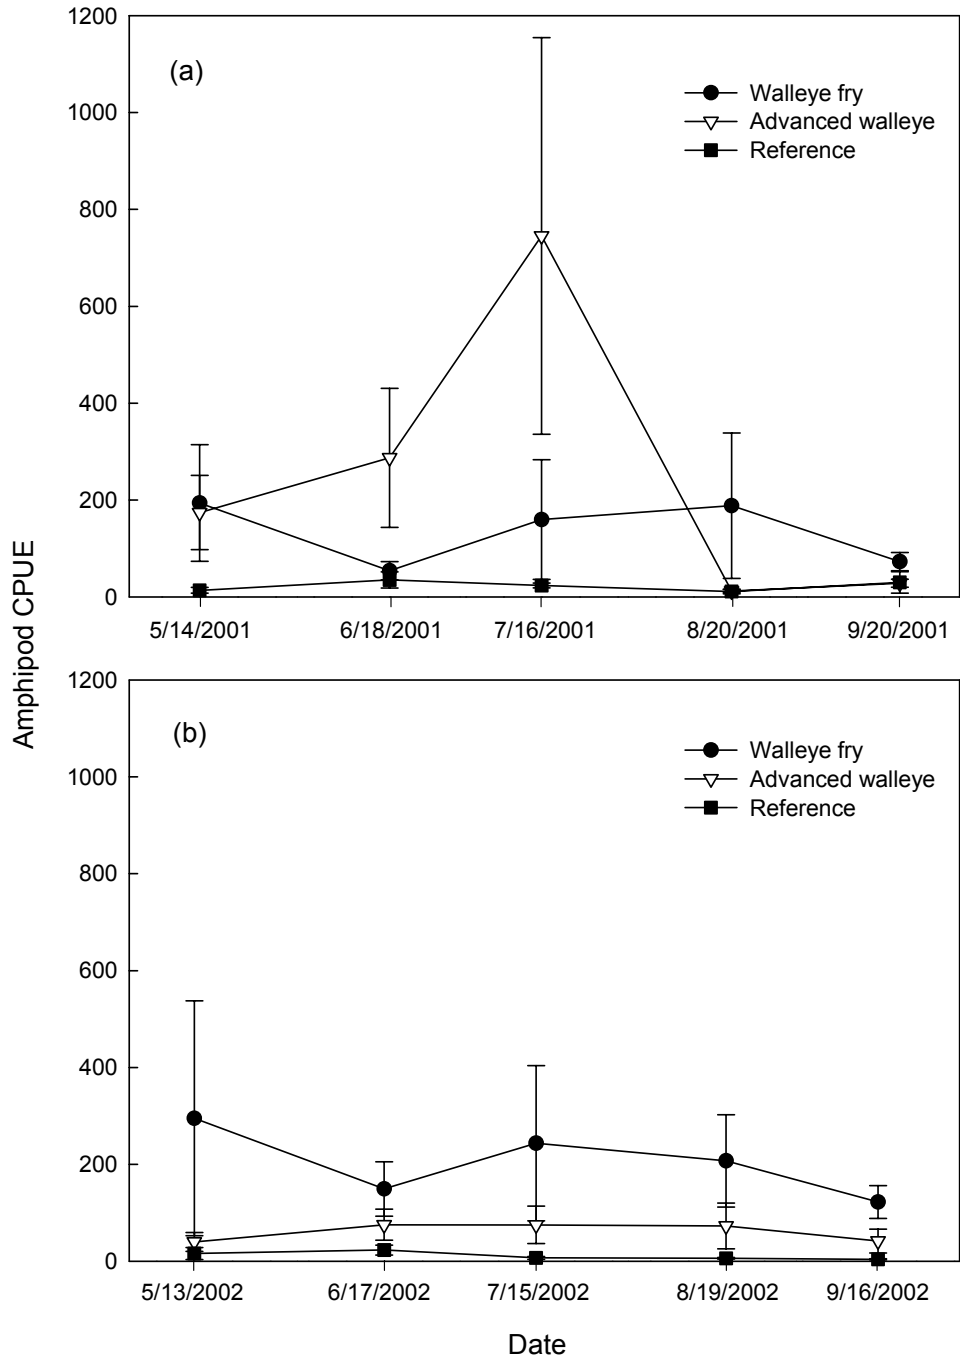 1200
(a)
Walleye fry
1000
Advanced walleye
Reference
800
600
400
200
0
5/14/2001 6/18/2001 7/16/2001 8/20/2001 9/20/2001
Amphipod CPUE
1200
(b)
Walleye fry
1000
Advanced walleye
Reference
800
600
400
200
0
5/13/2002 6/17/2002 7/15/2002 8/19/2002 9/16/2002
Date